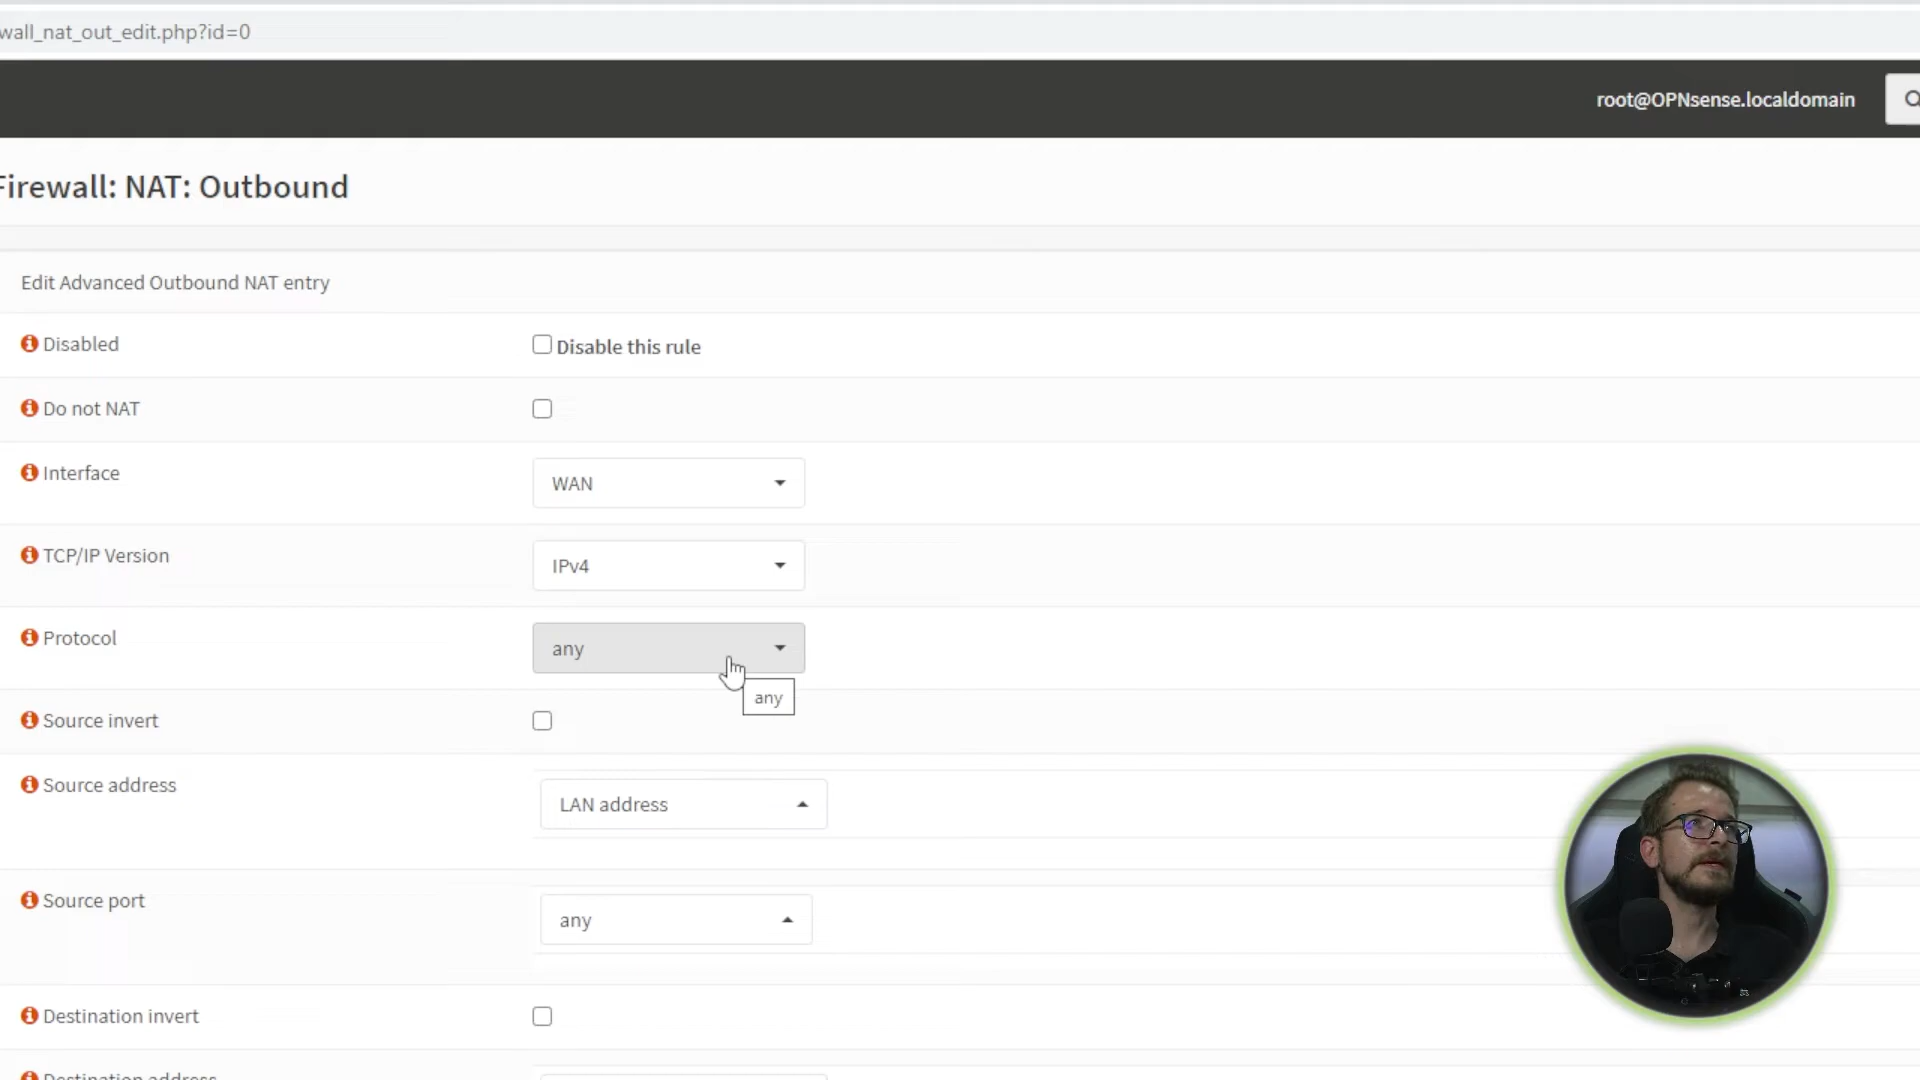 wall_nat_out_edit.php?id=0
root@OPNsense.localdomain
Firewall: NAT: Outbound
Edit Advanced Outbound NAT entry
Disabled
Disable this rule
Do not NAT
Interface
WAN
TCP/IP Version
IPv4
Protocol
any
any
Source invert
Source address
LAN address
Source port
any
Destination invert
Destination address